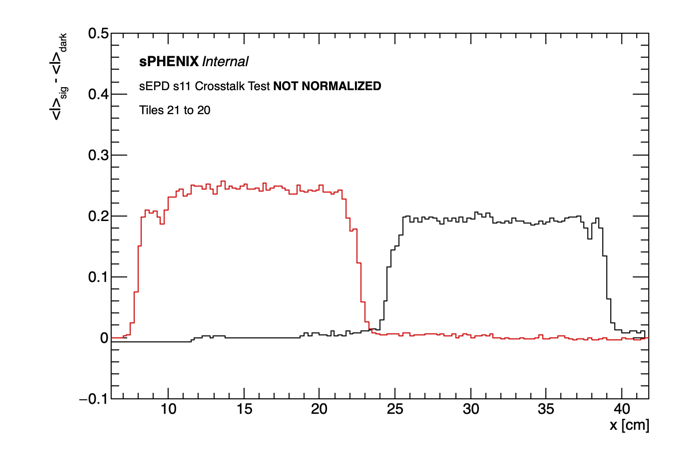 0.5
0.4
0.3
0.2
0.1
0
−0.1
<I>sig - <I>dark
sPHENIX Internal
sEPD s11 Crosstalk Test NOT NORMALIZED
Tiles 21 to 20
10 15 20 25 30 35 40
x [cm]